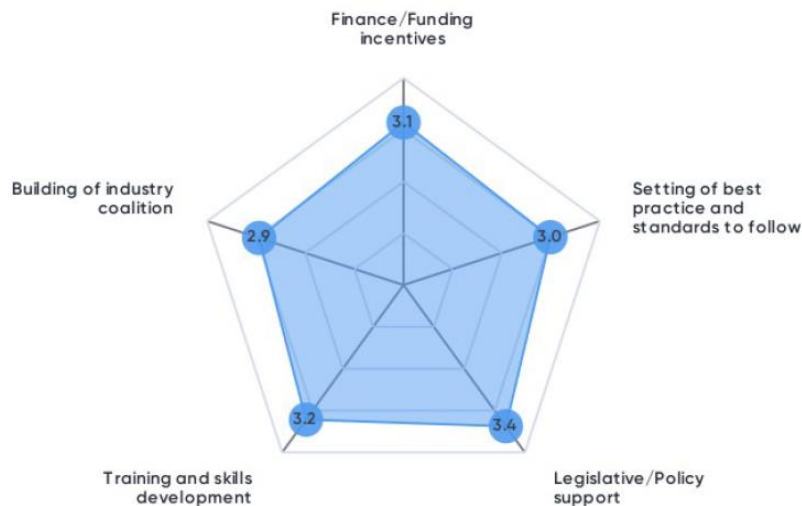 Finance/Funding
incentives
3.1
Building of industry
coalition
2.9
3.0
Setting of best
practice and
standards to follow
3.2
3.4
Training and skills
development
Legislative/Policy
support